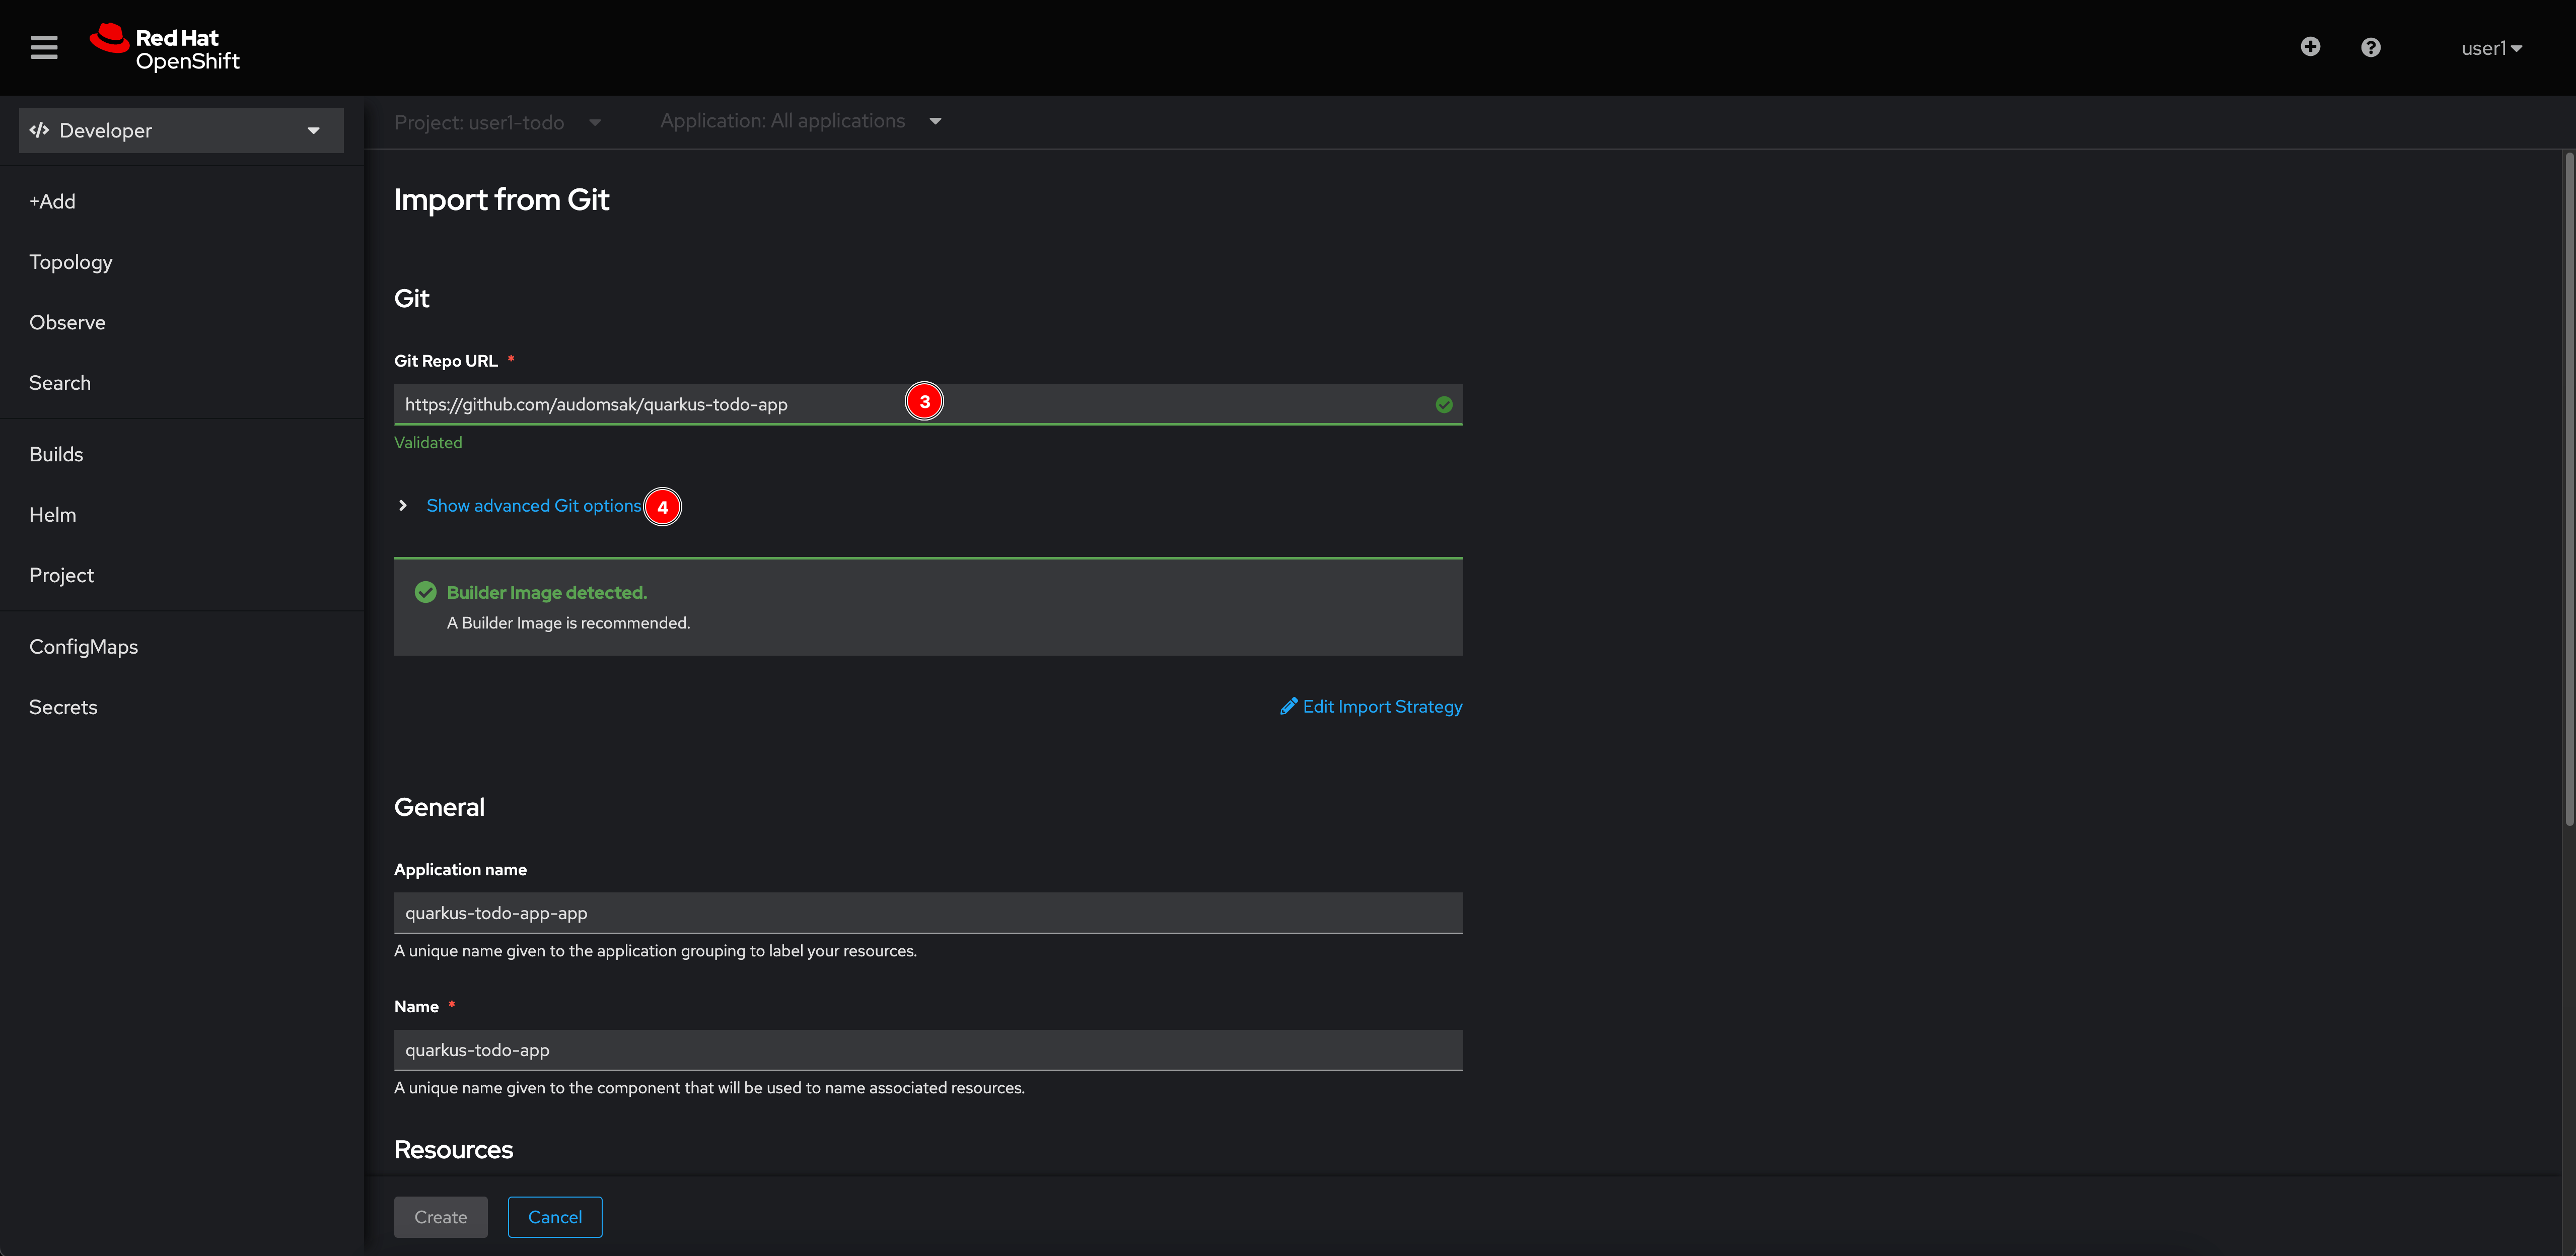 Red Hat
OpenShift
user1
Developer
Project: user1-todo
Application: All applications
+Add
Topology
Observe
Search
Builds
Helm
Project
ConfigMaps
Secrets
Import from Git
Git
Git Repo URL *
https://github.com/audomsak/quarkus-todo-app
3
Validated
Show advanced Git options
4
Builder Image detected.
A Builder Image is recommended.
Edit Import Strategy
General
Application name
quarkus-todo-app-app
A unique name given to the application grouping to label your resources.
Name *
quarkus-todo-app
A unique name given to the component that will be used to name associated resources.
Resources
Create
Cancel